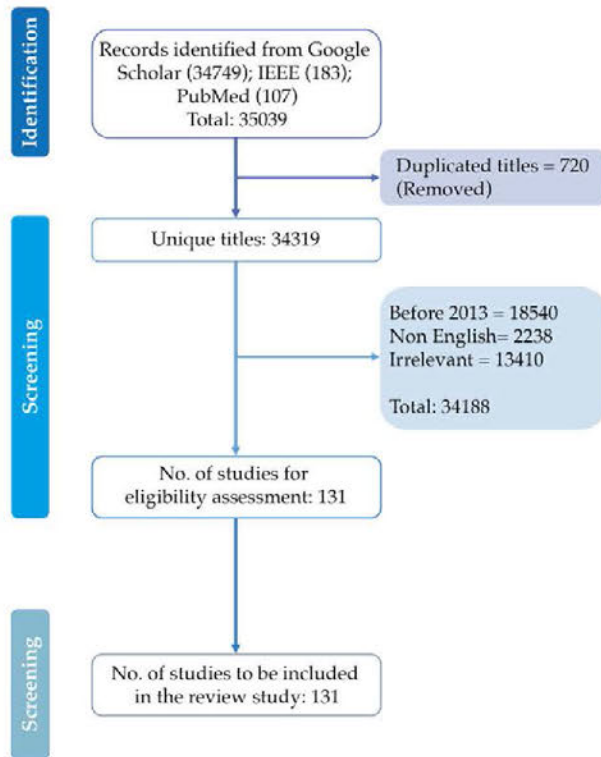 Identification
Records identified from Google
Scholar (34749); IEEE (183);
PubMed (107)
Total: 35039
Duplicated titles = 720
(Removed)
Screening
Unique titles: 34319
Before 2013 = 18540
Non English= 2238
Irrelevant = 13410
Total: 34188
No. of studies for
eligibility assessment: 131
Screening
No. of studies to be included
in the review study: 131